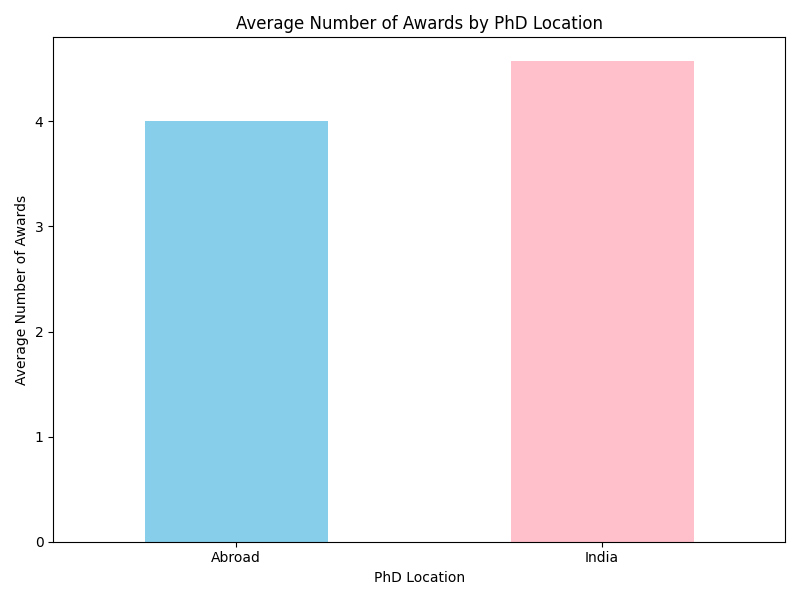 Average Number of Awards by PhD Location
Average Number of Awards
4
3
2
1
0
Abroad
India
PhD Location